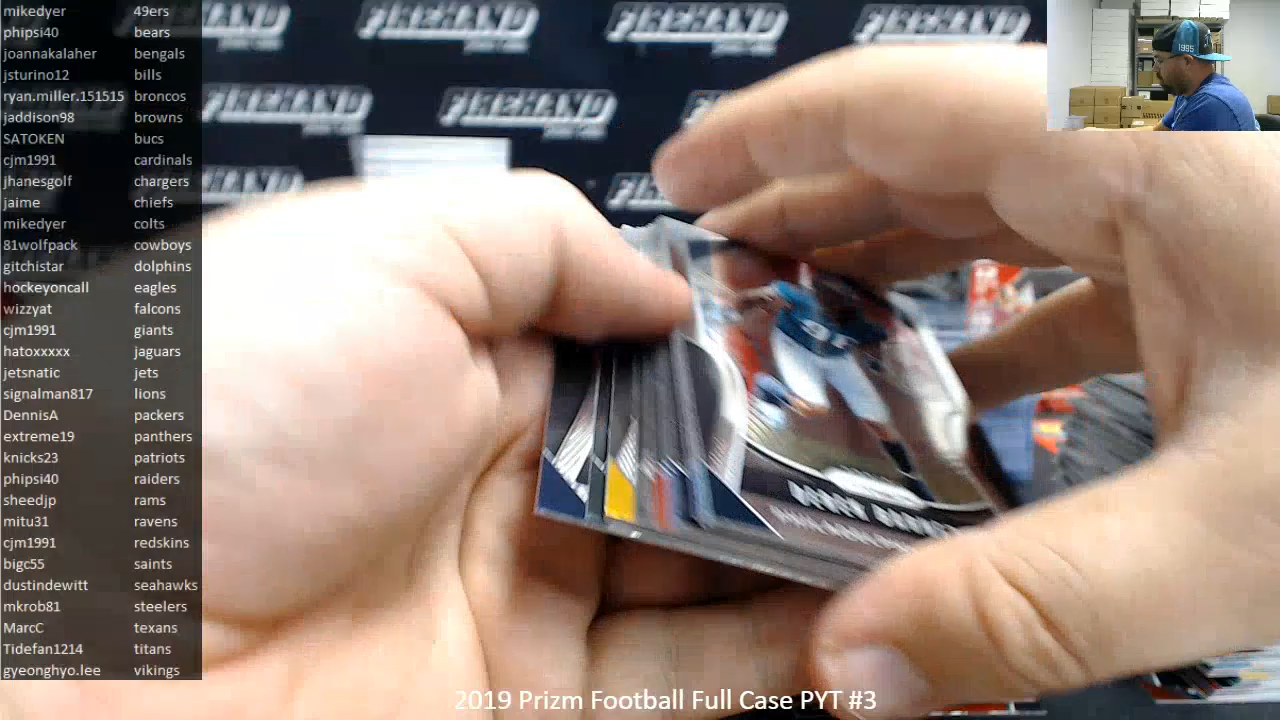 mikedyer 49ers
phipsi40 bears
joannakalaher bengals
jsturino12 bills
ryan.miller.151515 broncos
jaddison98 browns
SATOKEN bucs
cjm1991 cardinals
jhanesgolf chargers
jaime chiefs
mikedyer colts
81wolfpack cowboys
gitchistar dolphins
hockeyoncall eagles
wizzyat falcons
cjm1991 giants
hatoxxxxx jaguars
jetsnatic jets
signalman817 lions
DennisA packers
extreme19 panthers
knicks23 patriots
phipsi40 raiders
sheedjp rams
mitu31 ravens
cjm1991 redskins
bigc55 saints
dustindewitt seahawks
mkrob81 steelers
MarcC texans
Tidefan1214 titans
gyeonghyo.lee vikings
FIREHAND FIREHAND FIREHAND FIREHAND
FIREHAND FIREHAND
1995
2019 Prizm Football Full Case PYT #3